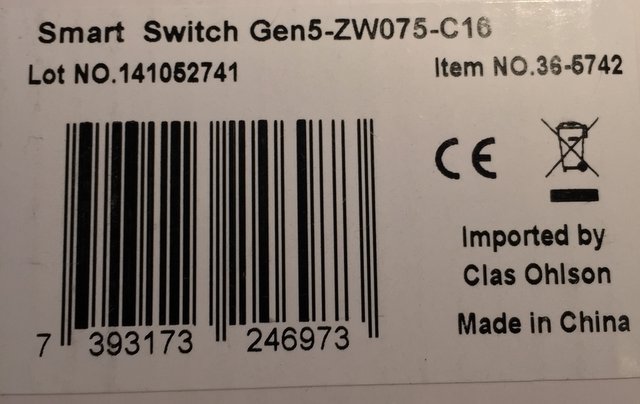 Smart Switch Gen5-ZW075-C16
Lot NO.141052741
Item NO.36-5742
CE
Imported by
Clas Ohlson
Made in China
7 393173 246973